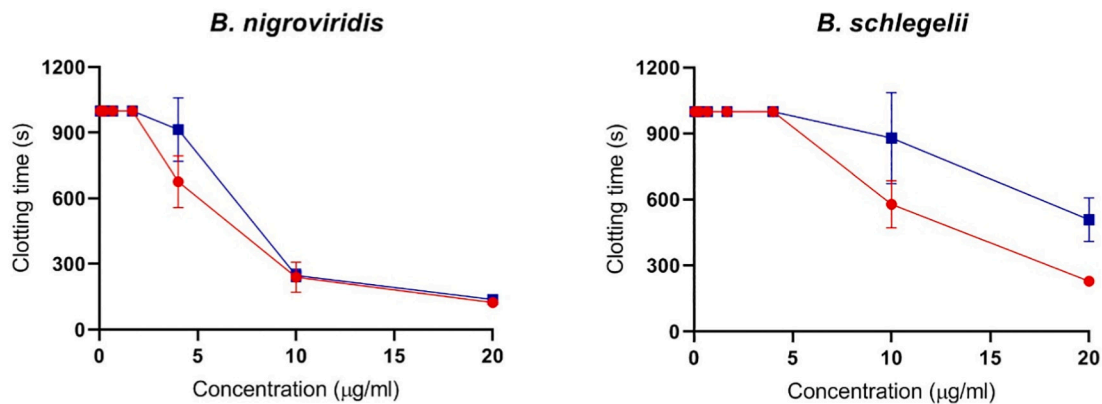 B. nigroviridis
1200
900
600
300
0
Clotting time (s)
0 5 10 15 20
Concentration (μg/ml)
B. schlegelii
1200
900
600
300
0
Clotting time (s)
0 5 10 15 20
Concentration (μg/ml)